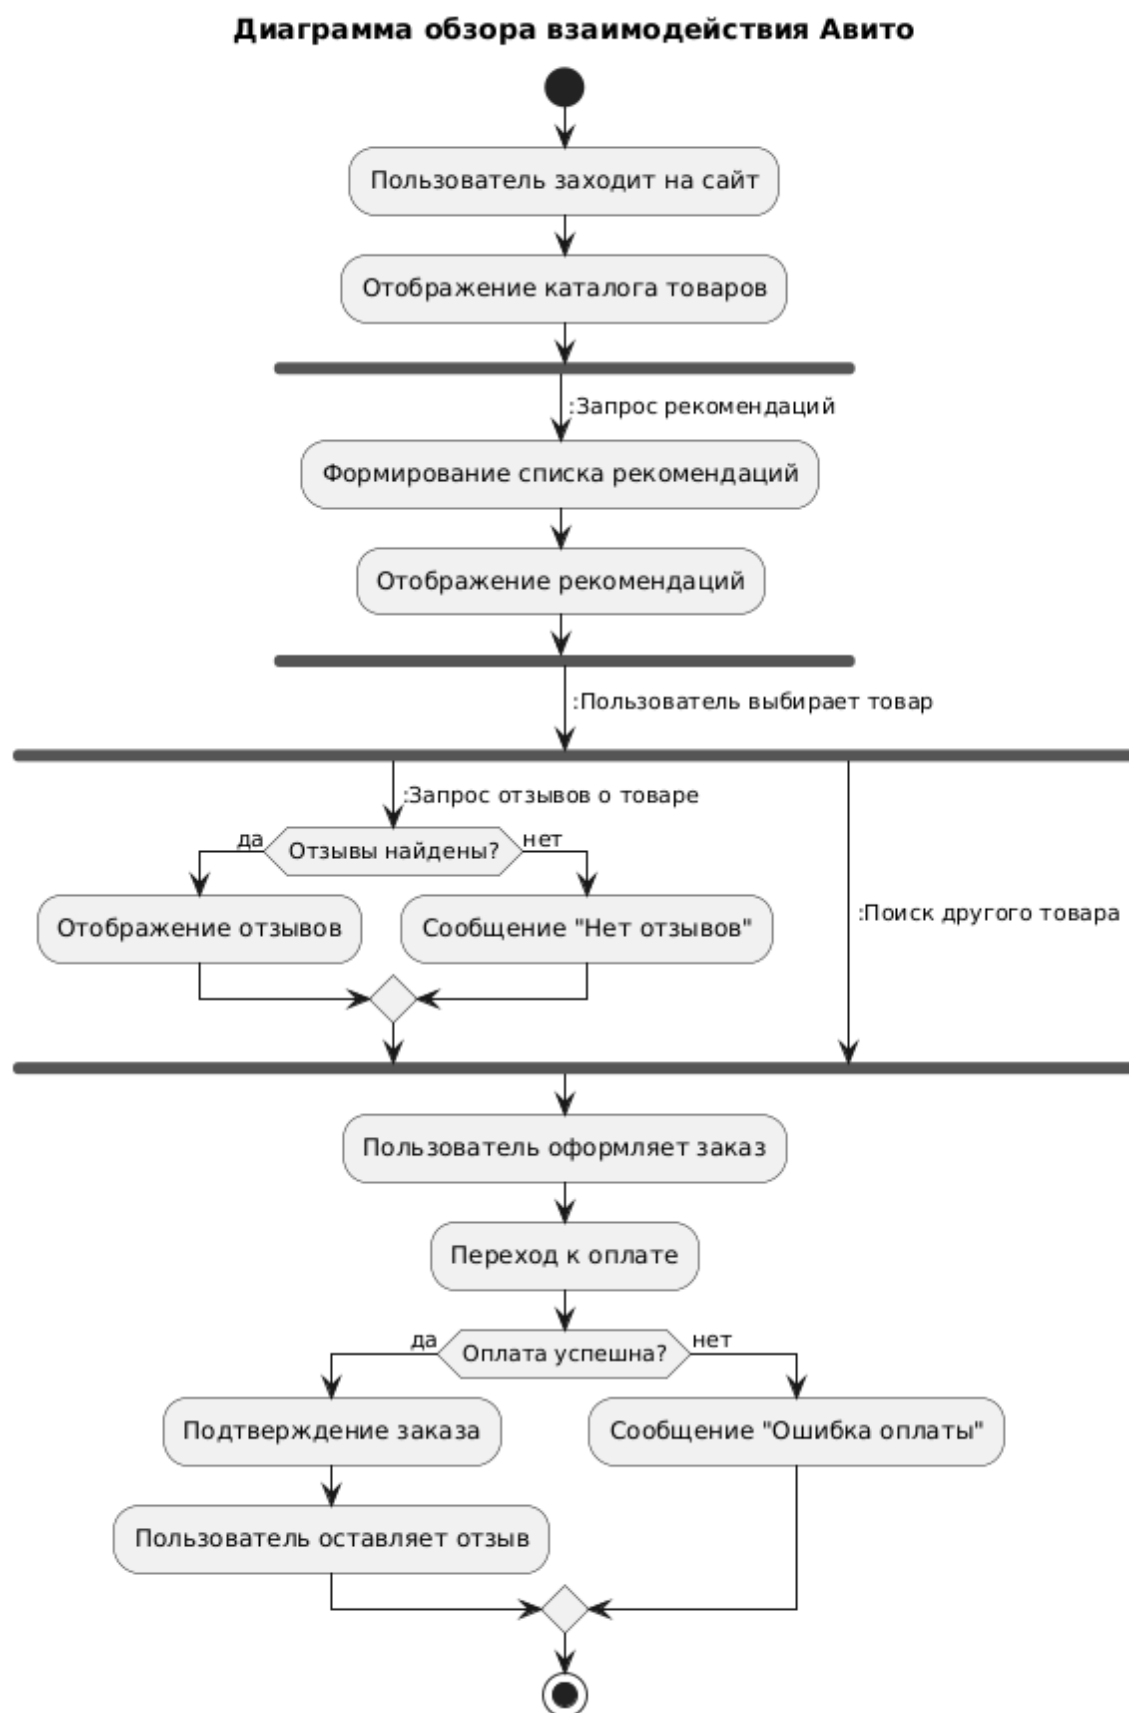 Диаграмма обзора взаимодействия Авито
Пользователь заходит на сайт
Отображение каталога товаров
:Запрос рекомендаций
Формирование списка рекомендаций
Отображение рекомендаций
:Пользователь выбирает товар
:Запрос отзывов о товаре
да
Отзывы найдены?
нет
Отображение отзывов
Сообщение "Нет отзывов"
:Поиск другого товара
Пользователь оформляет заказ
Переход к оплате
да
Оплата успешна?
нет
Подтверждение заказа
Сообщение "Ошибка оплаты"
Пользователь оставляет отзыв